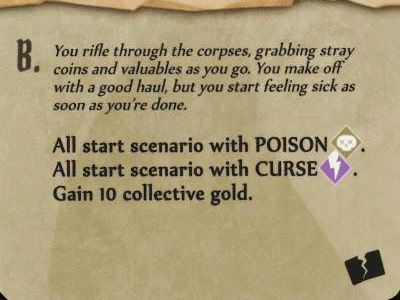 B. You rifle through the corpses, grabbing stray
coins and valuables as you go. You make off
with a good haul, but you start feeling sick as
soon as you're done.
All start scenario with POISON.
All start scenario with CURSE.
Gain 10 collective gold.